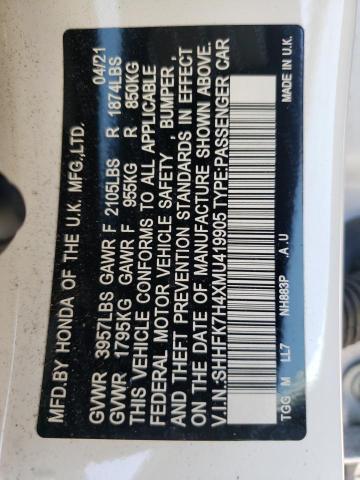 MFD.BY HONDA OF THE U.K. MFG.,LTD. 04/21
GVWR 3957LBS GAWR F 2105LBS R 1874LBS
GVWR 1795KG GAWR F 955KG R 850KG
THIS VEHICLE CONFORMS TO ALL APPLICABLE
FEDERAL MOTOR VEHICLE SAFETY, BUMPER,
AND THEFT PREVENTION STANDARDS IN EFFECT
ON THE DATE OF MANUFACTURE SHOWN ABOVE.
V.I.N:SHHFK7H4XMU419905 TYPE:PASSENGER CAR
TGG M LL7 NH883P .A.U
MADE IN U.K.